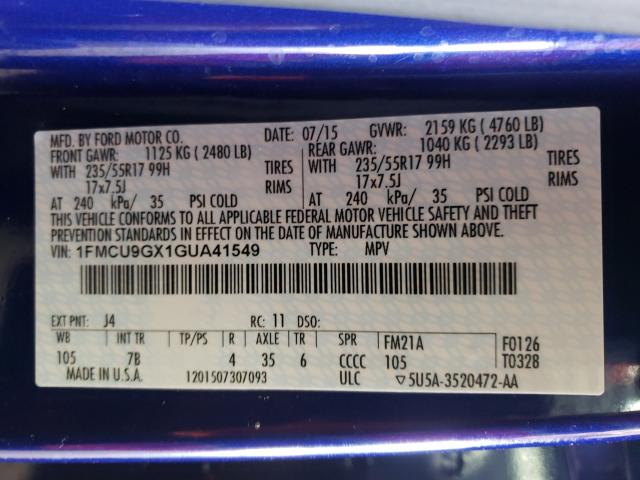 MFD. BY FORD MOTOR CO. DATE: 07/15 GVWR: 2159 KG ( 4760 LB)
FRONT GAWR: 1125 KG ( 2480 LB) REAR GAWR: 1040 KG ( 2293 LB)
WITH 235/55R17 99H TIRES WITH 235/55R17 99H TIRES
17x7.5J RIMS 17x7.5J RIMS
AT 240 kPa/ 35 PSI COLD AT 240 kPa/ 35 PSI COLD
THIS VEHICLE CONFORMS TO ALL APPLICABLE FEDERAL MOTOR VEHICLE SAFETY AND THEFT
PREVENTION STANDARDS IN EFFECT ON THE DATE OF MANUFACTURE SHOWN ABOVE.
VIN: 1FMCU9GX1GUA41549 TYPE: MPV
EXT PNT: J4 RC: 11 DSO:
WB INT TR TP/PS R AXLE TR SPR FM21A F0126
105 7B 4 35 6 CCCC 105 T0328
MADE IN U.S.A. 1201507307093 ULC ▽5U5A-3520472-AA